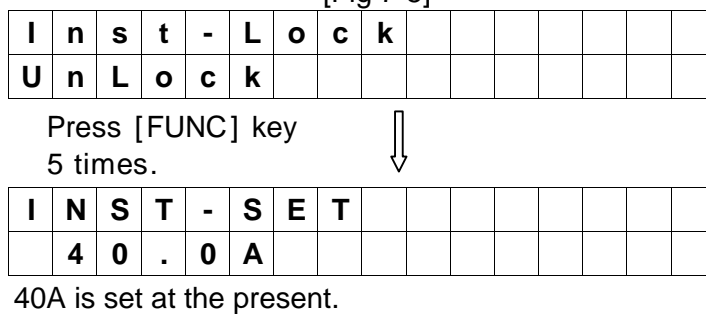 Inst-Lock
UnLock
Press [FUNC] key
5 times.
INST-SET
40.0A
40A is set at the present.